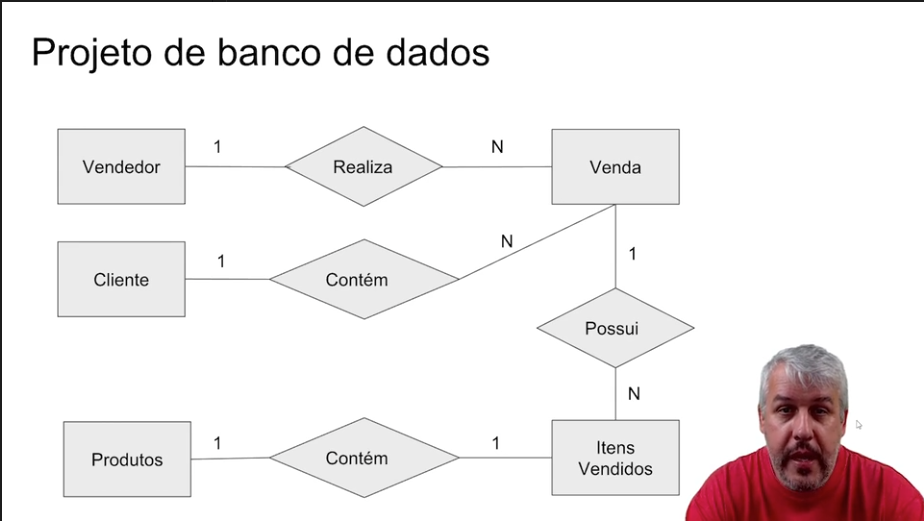 Projeto de banco de dados
Vendedor
1
Realiza
N
Venda
Cliente
1
Contém
N
1
Possui
N
Produtos
1
Contém
1
Itens
Vendidos